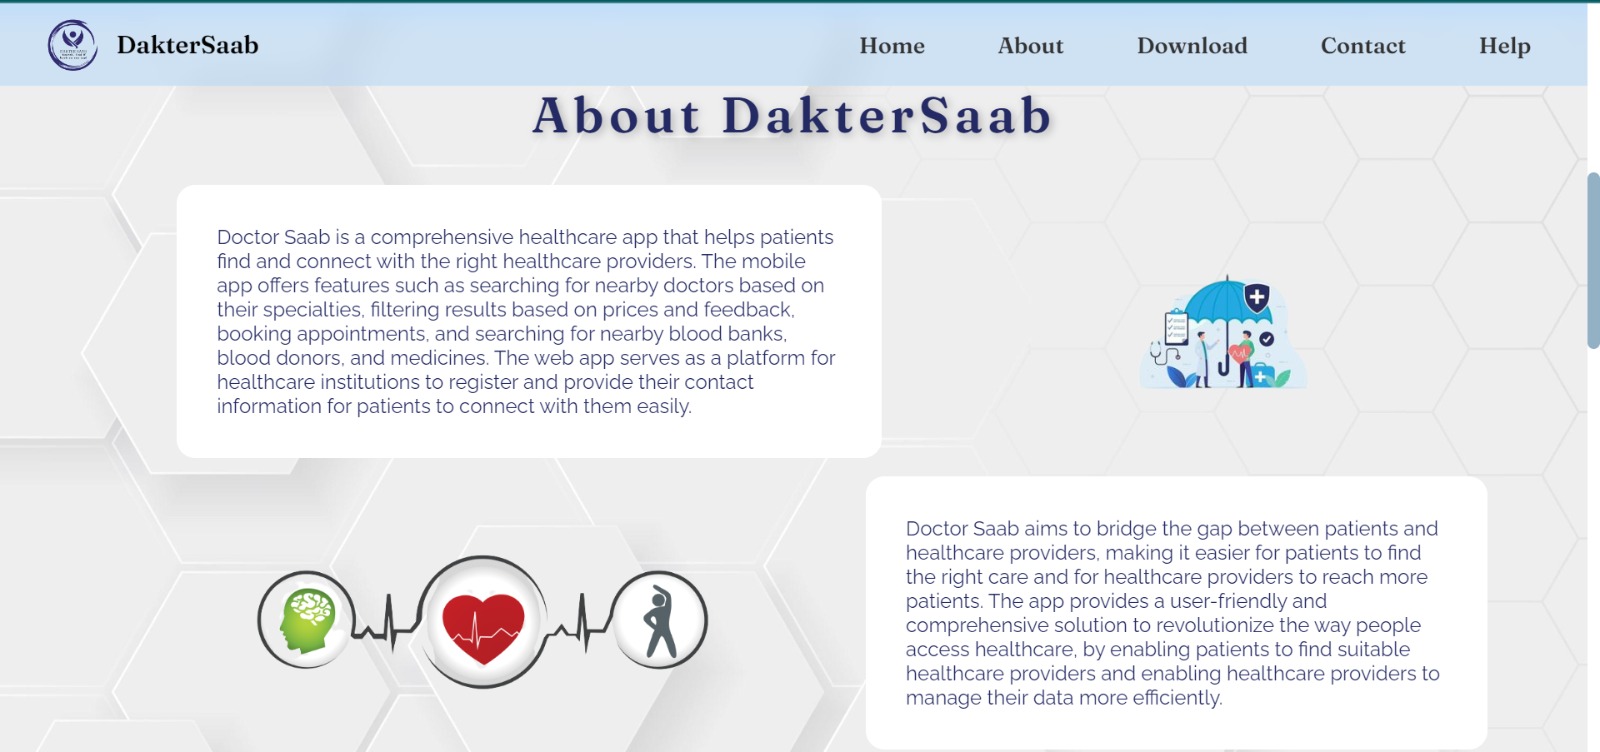 DakterSaab
Home
About
Download
Contact
Help
About DakterSaab
Doctor Saab is a comprehensive healthcare app that helps patients
find and connect with the right healthcare providers. The mobile
app offers features such as searching for nearby doctors based on
their specialties, filtering results based on prices and feedback,
booking appointments, and searching for nearby blood banks,
blood donors, and medicines. The web app serves as a platform for
healthcare institutions to register and provide their contact
information for patients to connect with them easily.
Doctor Saab aims to bridge the gap between patients and
healthcare providers, making it easier for patients to find
the right care and for healthcare providers to reach more
patients. The app provides a user-friendly and
comprehensive solution to revolutionize the way people
access healthcare, by enabling patients to find suitable
healthcare providers and enabling healthcare providers to
manage their data more efficiently.